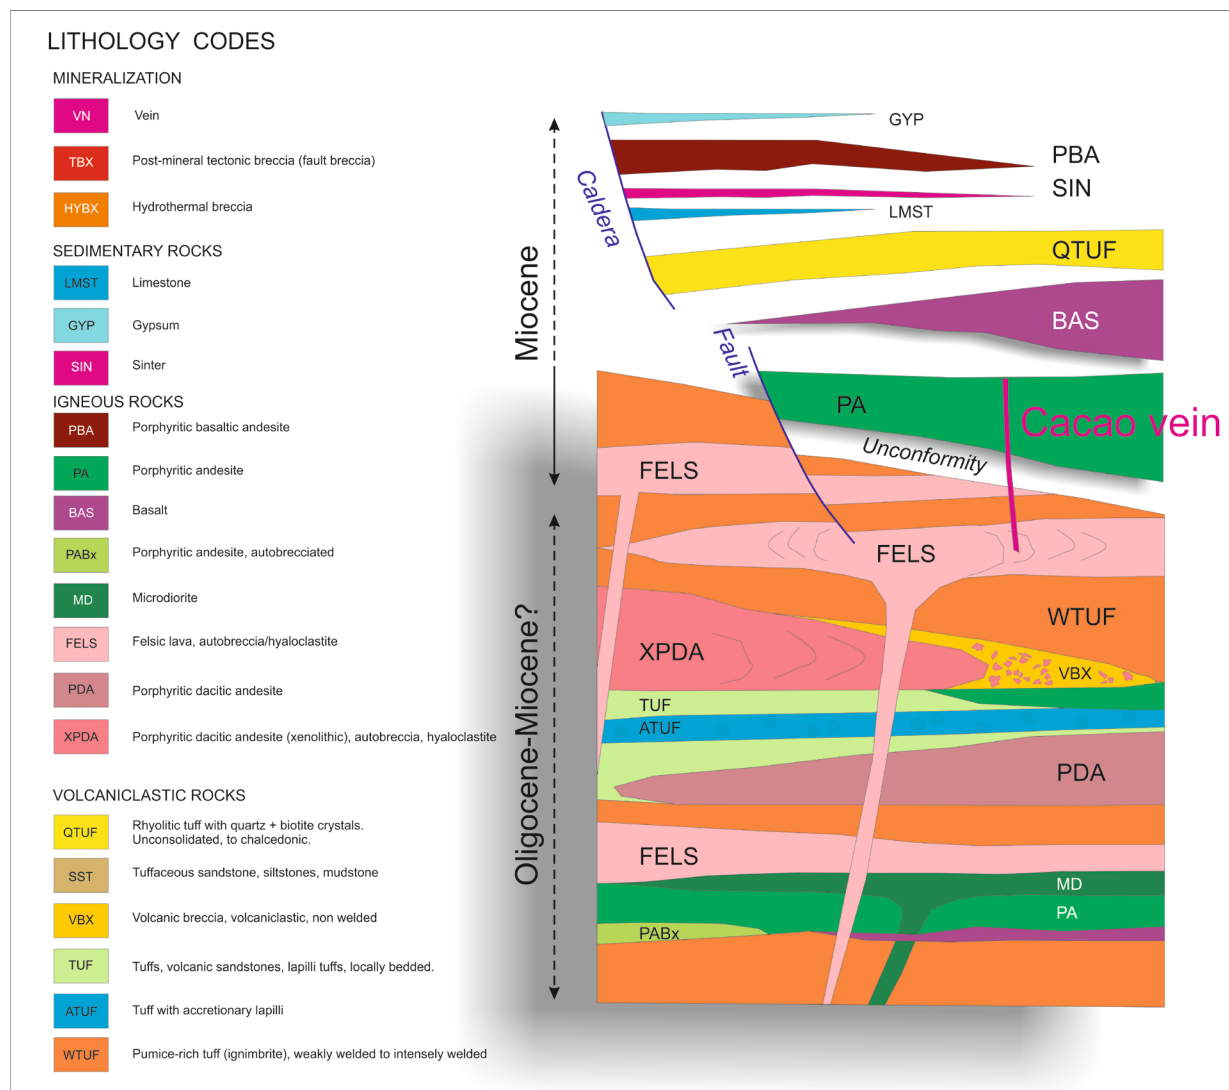 LITHOLOGY CODES
MINERALIZATION
VN Vein
TBX Post-mineral tectonic breccia (fault breccia)
HYBX Hydrothermal breccia
SEDIMENTARY ROCKS
LMST Limestone
GYP Gypsum
SIN Sinter
IGNEOUS ROCKS
PBA Porphyritic basaltic andesite
PA Porphyritic andesite
BAS Basalt
PABx Porphyritic andesite, autobrecciated
MD Microdiorite
FELS Felsic lava, autobreccia/hyaloclastite
PDA Porphyritic dacitic andesite
XPDA Porphyritic dacitic andesite (xenolithic), autobreccia, hyaloclastite
VOLCANICLASTIC ROCKS
QTUF Rhyolitic tuff with quartz + biotite crystals.
Unconsolidated, to chalcedonic.
SST Tuffaceous sandstone, siltstones, mudstone
VBX Volcanic breccia, volcaniclastic, non welded
TUF Tuffs, volcanic sandstones, lapilli tuffs, locally bedded.
ATUF Tuff with accretionary lapilli
WTUF Pumice-rich tuff (ignimbrite), weakly welded to intensely welded
Miocene
Oligocene-Miocene?
Caldera
GYP
PBA
SIN
LMST
QTUF
BAS
Fault
PA
Cacao vein
Unconformity
FELS
FELS
WTUF
XPDA
VBX
TUF
ATUF
PDA
FELS
MD
PA
PABx